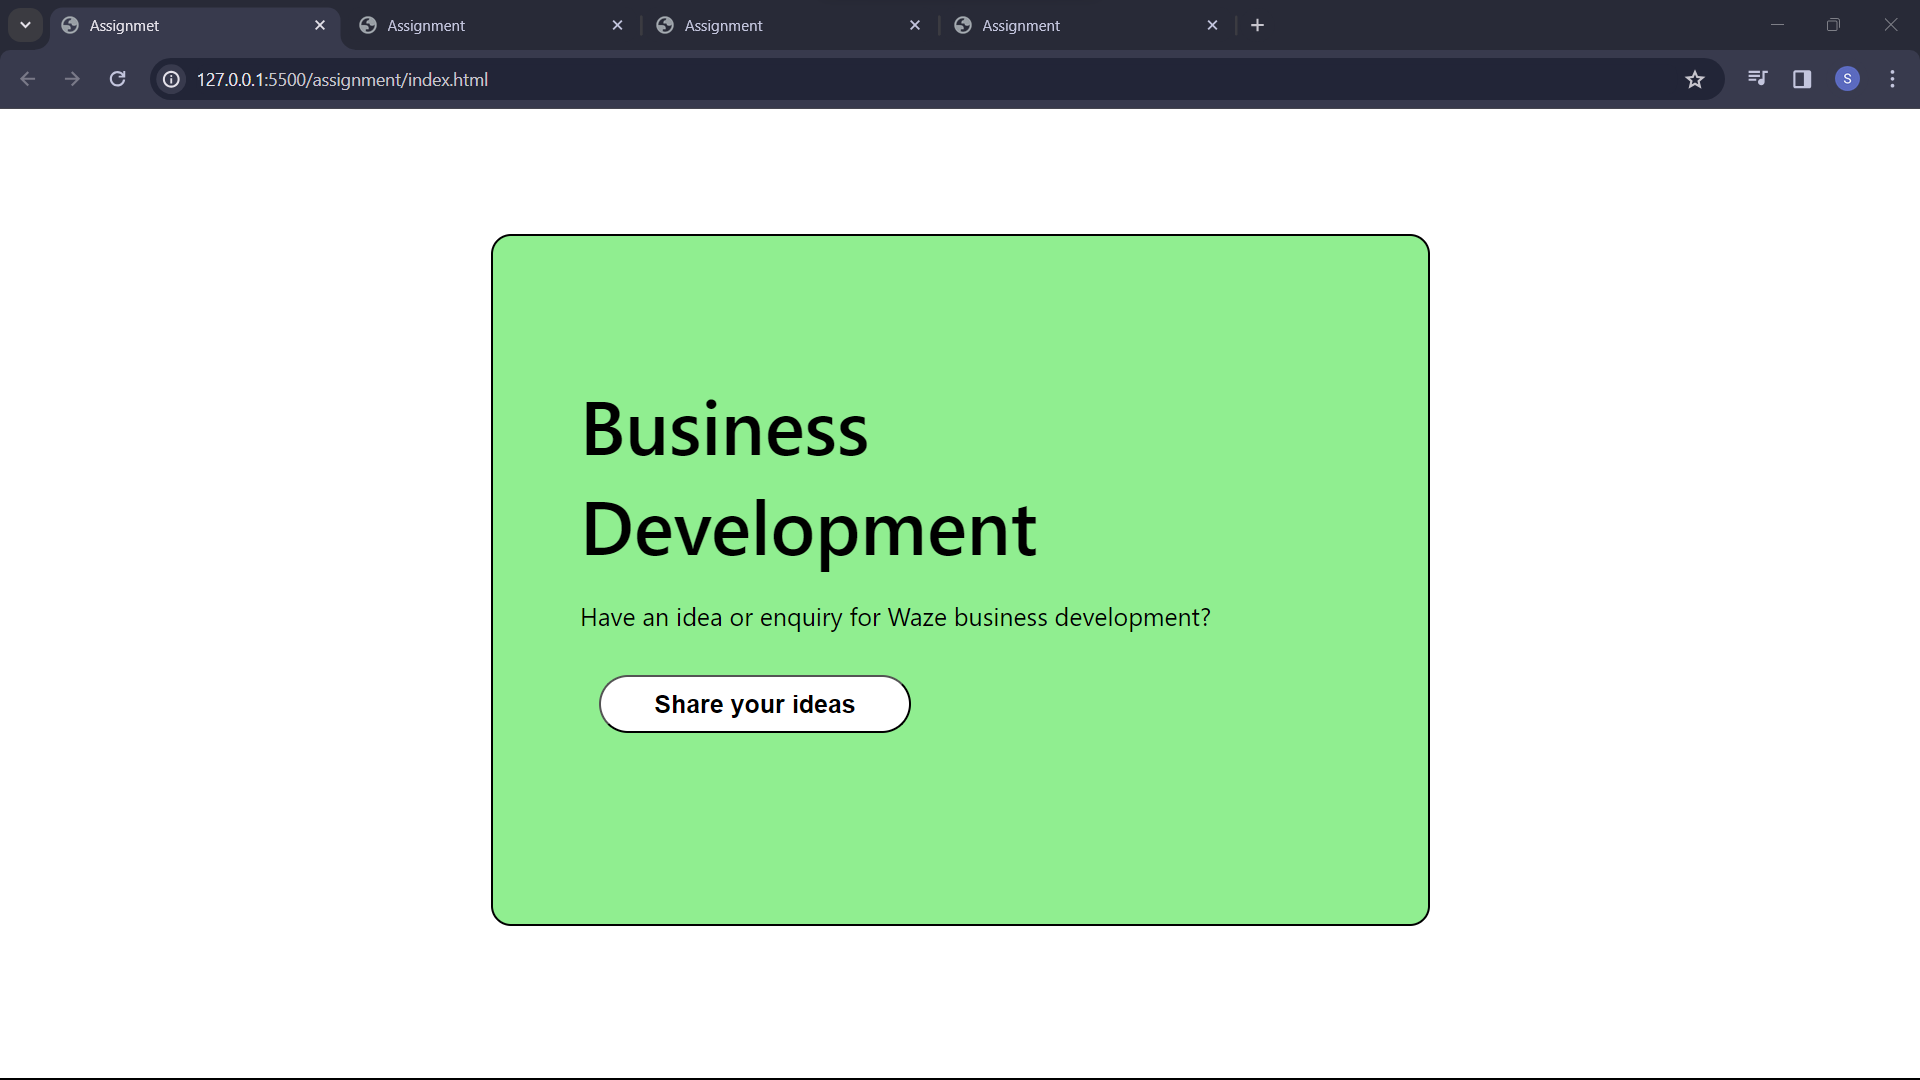 Assignmet
Assignment
Assignment
Assignment
127.0.0.1:5500/assignment/index.html
S
Business
Development
Have an idea or enquiry for Waze business development?
Share your ideas